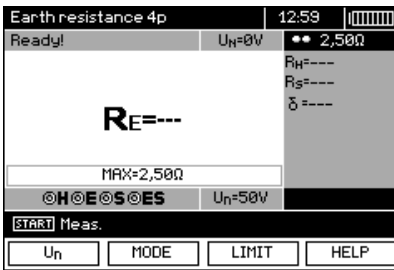 Earth resistance 4p 12:59
Ready! UN=0V 2,50Ω
RH=---
RS=---
δ=---
RE=---
MAX=2,50Ω
H E S ES Un=50V
START Meas.
Un MODE LIMIT HELP